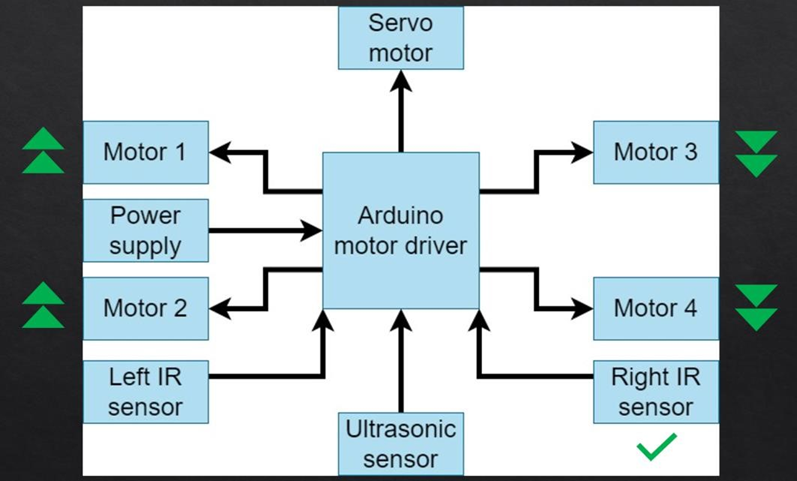 Servo
motor
Motor 1
Motor 3
Power
supply
Arduino
motor driver
Motor 2
Motor 4
Left IR
sensor
Right IR
sensor
Ultrasonic
sensor